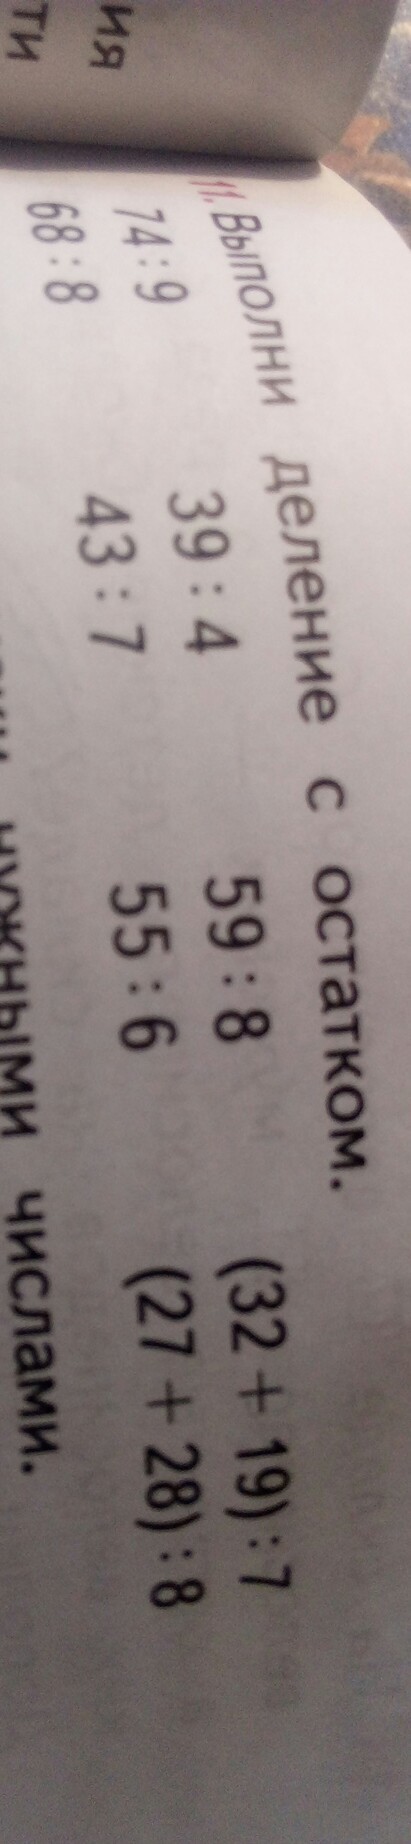 ия
ти
11. Выполни деление с остатком.
74 : 9 39 : 4 59 : 8 (32 + 19) : 7
68 : 8 43 : 7 55 : 6 (27 + 28) : 8
нужными числами.